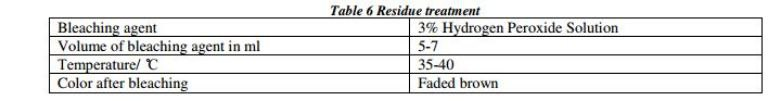 Table 6 Residue treatment
Bleaching agent 3% Hydrogen Peroxide Solution
Volume of bleaching agent in ml 5-7
Temperature/ ℃ 35-40
Color after bleaching Faded brown